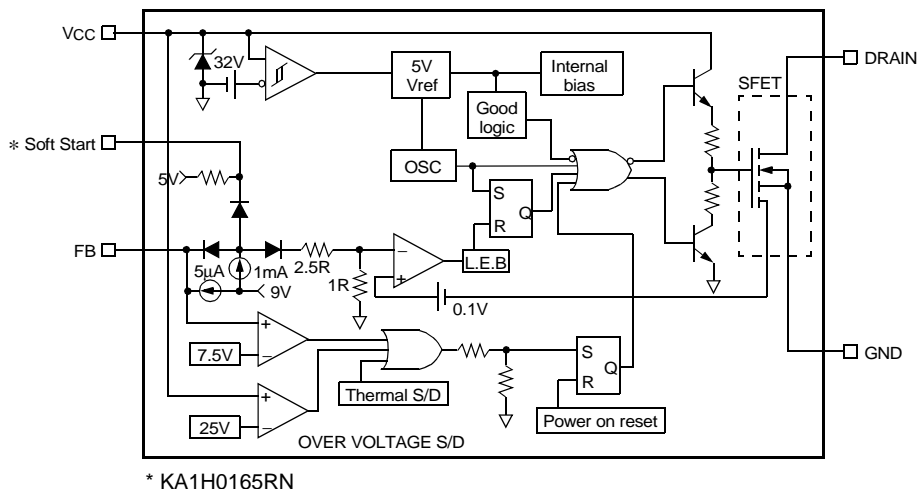 VCC
DRAIN
32V
5V
Vref
Internal
bias
SFET
Good
logic
* Soft Start
OSC
5V
S
Q
R
FB
L.E.B
5µA
1mA
2.5R
9V
1R
−
+
0.1V
+
7.5V
−
GND
S
Q
R
Thermal S/D
+
25V
−
Power on reset
OVER VOLTAGE S/D
* KA1H0165RN